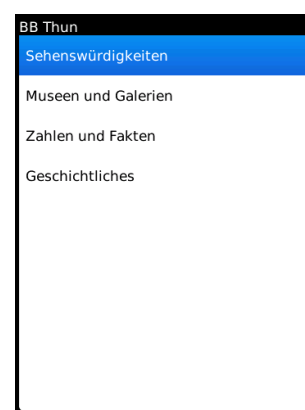 BB Thun
Sehenswürdigkeiten
Museen und Galerien
Zahlen und Fakten
Geschichtliches